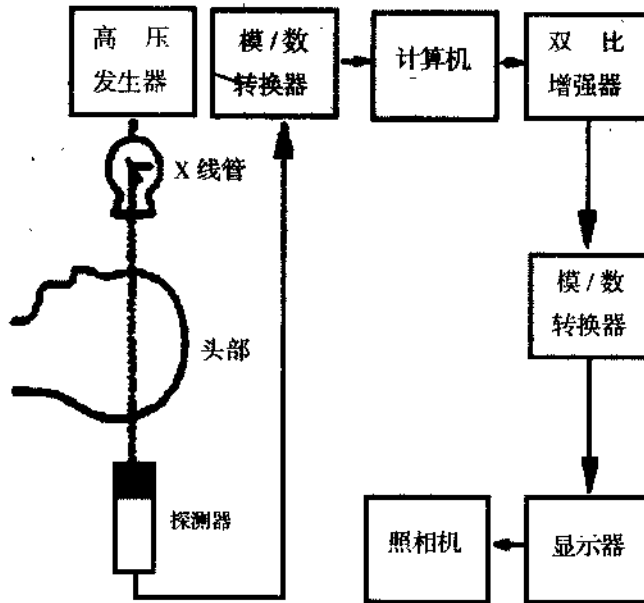 高 压
发生器
模 / 数
转换器
计算机
双 比
增强器
X 线管
模 / 数
转换器
头部
探测器
照相机
显示器